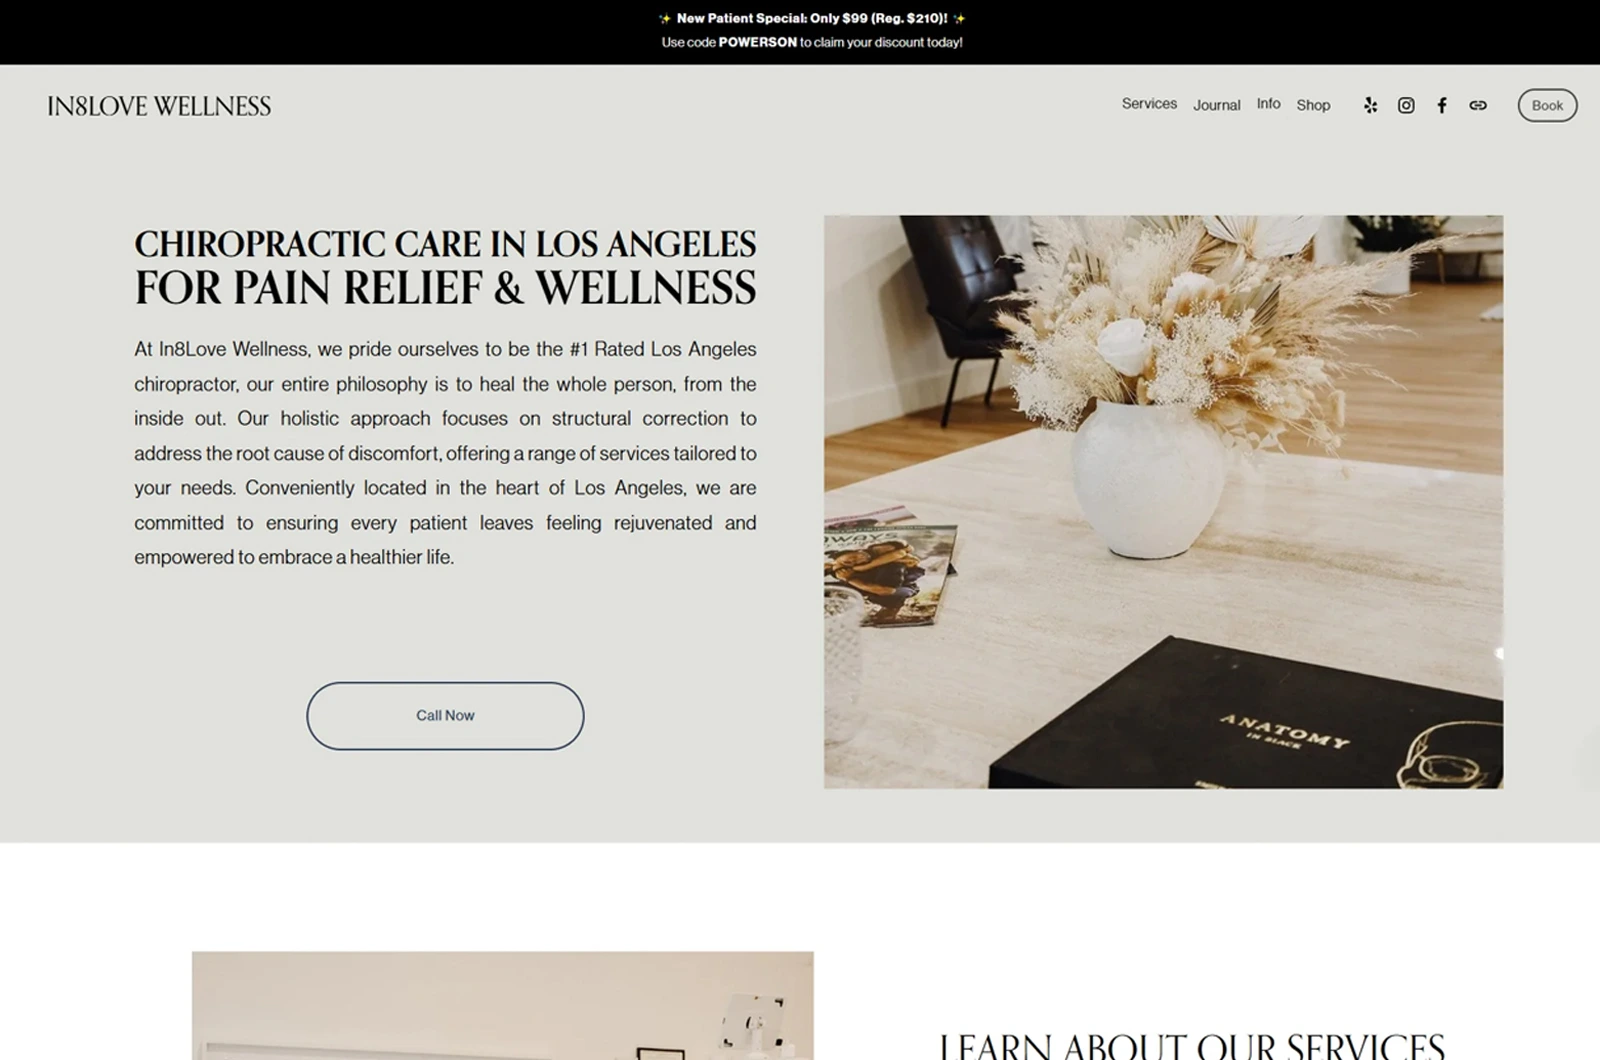 ✨ New Patient Special: Only $99 (Reg. $210)! ✨
Use code POWERSON to claim your discount today!
IN8LOVE WELLNESS
Services Journal Info Shop
Book
CHIROPRACTIC CARE IN LOS ANGELES
FOR PAIN RELIEF & WELLNESS
At In8Love Wellness, we pride ourselves to be the #1 Rated Los Angeles
chiropractor, our entire philosophy is to heal the whole person, from the
inside out. Our holistic approach focuses on structural correction to
address the root cause of discomfort, offering a range of services tailored to
your needs. Conveniently located in the heart of Los Angeles, we are
committed to ensuring every patient leaves feeling rejuvenated and
empowered to embrace a healthier life.
Call Now
ANATOMY
IN BLACK
LEARN ABOUT OUR SERVICES